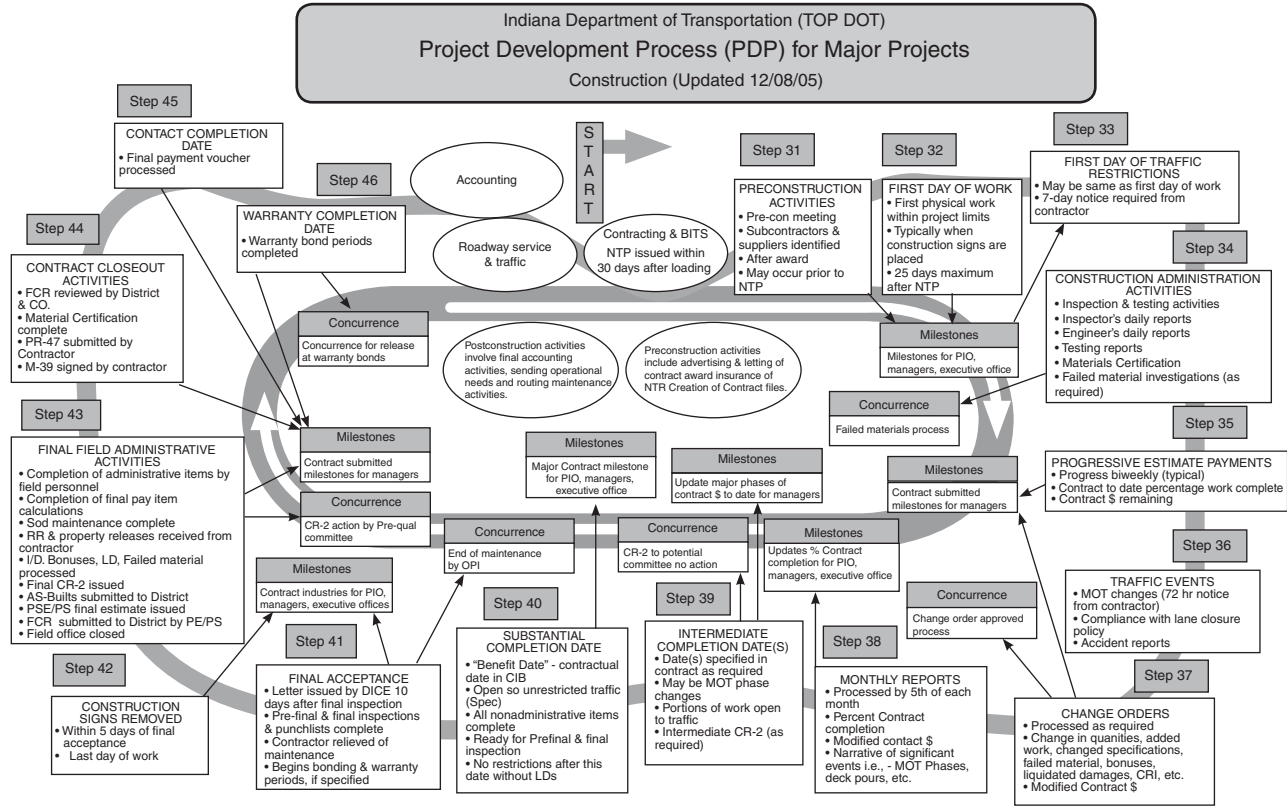 Indiana Department of Transportation (TOP DOT)
Project Development Process (PDP) for Major Projects
Construction (Updated 12/08/05)
S
T
A
R
T
Step 31
PRECONSTRUCTION
ACTIVITIES
• Pre-con meeting
• Subcontractors &
suppliers identified
• After award
• May occur prior to
NTP
Step 32
FIRST DAY OF WORK
• First physical work
within project limits
• Typically when
construction signs are
placed
• 25 days maximum
after NTP
Step 33
FIRST DAY OF TRAFFIC
RESTRICTIONS
• May be same as first day of work
• 7-day notice required from
contractor
Step 34
CONSTRUCTION ADMINISTRATION
ACTIVITIES
• Inspection & testing activities
• Inspector's daily reports
• Engineer's daily reports
• Testing reports
• Materials Certification
• Failed material investigations (as
required)
Step 35
PROGRESSIVE ESTIMATE PAYMENTS
• Progress biweekly (typical)
• Contract to date percentage work complete
• Contract $ remaining
Step 36
TRAFFIC EVENTS
• MOT changes (72 hr notice
from contractor)
• Compliance with lane closure
policy
• Accident reports
Step 37
CHANGE ORDERS
• Processed as required
• Change in quanities, added
work, changed specifications,
failed material, bonuses,
liquidated damages, CRI, etc.
• Modified Contract $
Step 38
MONTHLY REPORTS
• Processed by 5th of each
month
• Percent Contract
completion
• Modified contact $
• Narrative of significant
events i.e., - MOT Phases,
deck pours, etc.
Step 39
INTERMEDIATE
COMPLETION DATE(S)
• Date(s) specified in
contract as required
• May be MOT phase
changes
• Portions of work open
to traffic
• Intermediate CR-2 (as
required)
Step 40
SUBSTANTIAL
COMPLETION DATE
• "Benefit Date" - contractual
date in CIB
• Open so unrestricted traffic
(Spec)
• All nonadministrative items
complete
• Ready for Prefinal & final
inspection
• No restrictions after this
date without LDs
Step 41
FINAL ACCEPTANCE
• Letter issued by DICE 10
days after final inspection
• Pre-final & final inspections
& punchlists complete
• Contractor relieved of
maintenance
• Begins bonding & warranty
periods, if specified
Step 42
CONSTRUCTION
SIGNS REMOVED
• Within 5 days of final
acceptance
• Last day of work
Step 43
FINAL FIELD ADMINISTRATIVE
ACTIVITIES
• Completion of administrative items by
field personnel
• Completion of final pay item
calculations
• Sod maintenance complete
• RR & property releases received from
contractor
• I/D. Bonuses, LD, Failed material
processed
• Final CR-2 issued
• AS-Builts submitted to District
• PSE/PS final estimate issued
• FCR submitted to District by PE/PS
• Field office closed
Step 44
CONTRACT CLOSEOUT
ACTIVITIES
• FCR reviewed by District
& CO.
• Material Certification
complete
• PR-47 submitted by
Contractor
• M-39 signed by contractor
Step 45
CONTACT COMPLETION
DATE
• Final payment voucher
processed
Step 46
WARRANTY COMPLETION
DATE
• Warranty bond periods
completed
Accounting
Roadway service
& traffic
Contracting & BITS
NTP issued within
30 days after loading
Postconstruction activities
involve final accounting
activities, sending operational
needs and routing maintenance
activities.
Preconstruction activities
include advertising & letting of
contract award insurance of
NTR Creation of Contract files.
Concurrence
Concurrence for release
at warranty bonds
Milestones
Milestones for PIO,
managers, executive office
Concurrence
Failed materials process
Milestones
Contract submitted
milestones for managers
Milestones
Major Contract milestone
for PIO, managers,
executive office
Milestones
Update major phases of
contract $ to date for managers
Milestones
Contract submitted
milestones for managers
Concurrence
CR-2 action by Pre-qual
committee
Concurrence
End of maintenance
by OPI
Concurrence
CR-2 to potential
committee no action
Milestones
Updates % Contract
completion for PIO,
managers, executive office
Milestones
Contract industries for PIO,
managers, executive offices
Concurrence
Change order approved
process